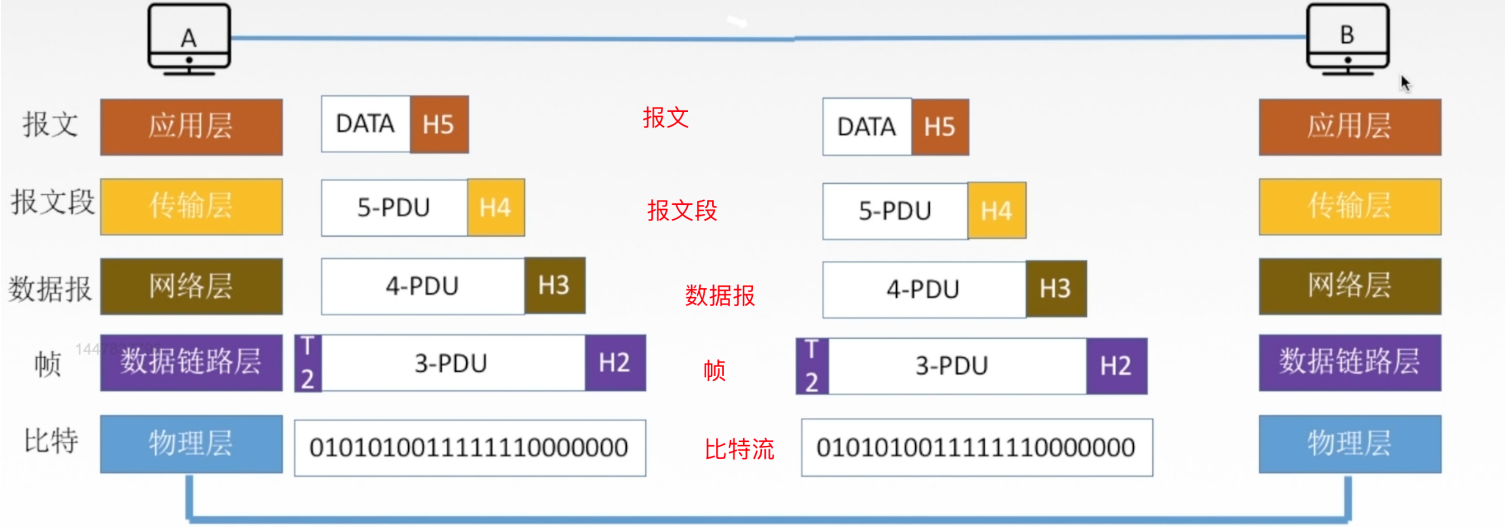 A
B
报文
应用层
DATA
H5
报文
DATA
H5
应用层
报文段
传输层
5-PDU
H4
报文段
5-PDU
H4
传输层
数据报
网络层
4-PDU
H3
数据报
4-PDU
H3
网络层
帧
数据链路层
T
2
3-PDU
H2
帧
T
2
3-PDU
H2
数据链路层
比特
物理层
0101010011111110000000
比特流
0101010011111110000000
物理层